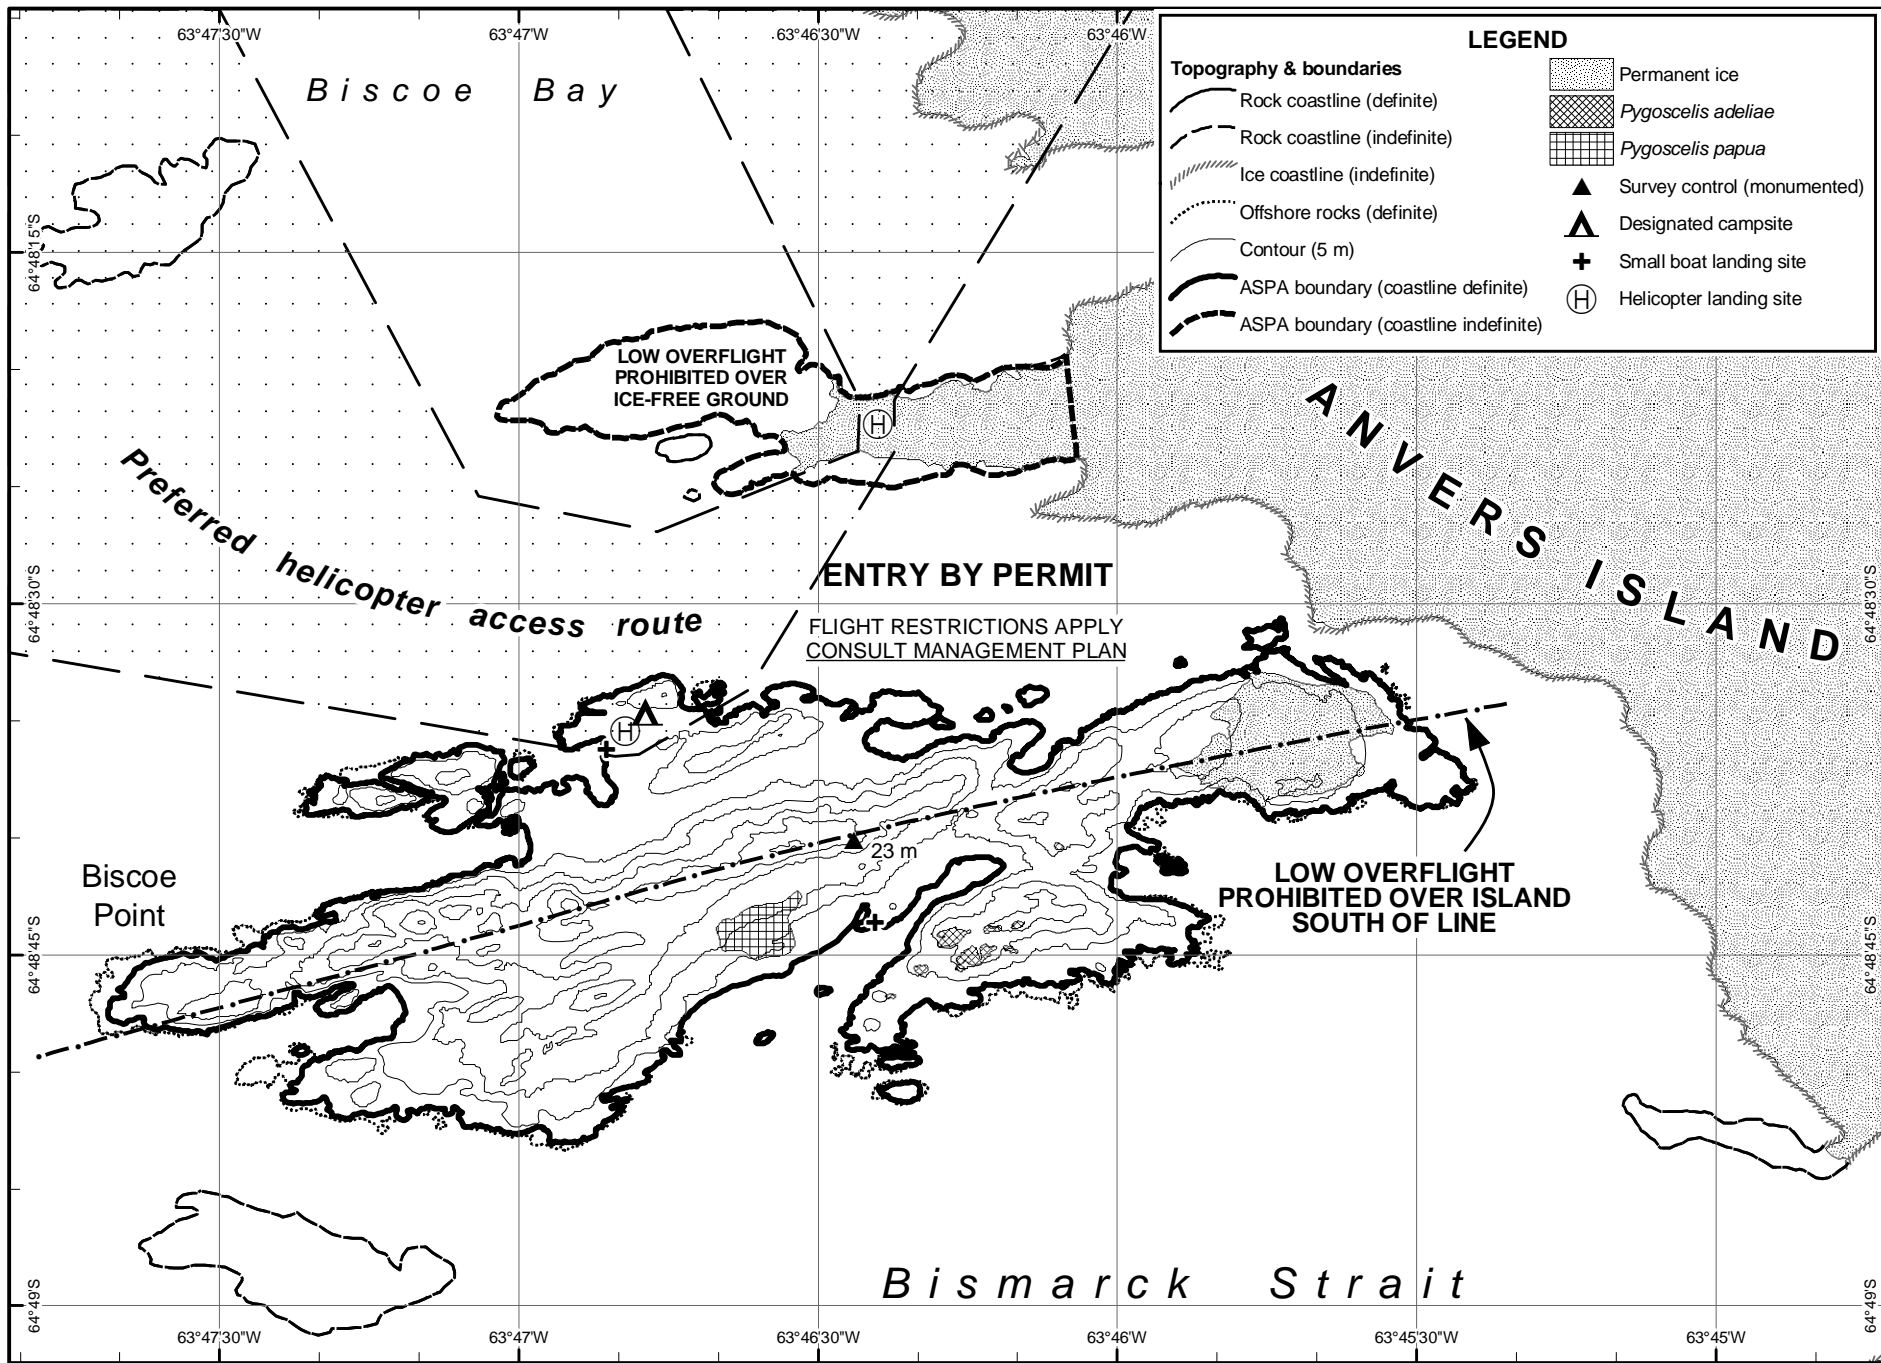 63°47'30"W
63°47'W
63°46'30"W
63°46'W
Biscoe Bay
LEGEND
Topography & boundaries
Rock coastline (definite)
Rock coastline (indefinite)
Ice coastline (indefinite)
Offshore rocks (definite)
Contour (5 m)
ASPA boundary (coastline definite)
ASPA boundary (coastline indefinite)
Permanent ice
Pygoscelis adeliae
Pygoscelis papua
Survey control (monumented)
Designated campsite
Small boat landing site
H
Helicopter landing site
64°48'15"S
LOW OVERFLIGHT
PROHIBITED OVER
ICE-FREE GROUND
H
ANVERS ISLAND
Preferred helicopter access route
ENTRY BY PERMIT
FLIGHT RESTRICTIONS APPLY
CONSULT MANAGEMENT PLAN
64°48'30"S
64°48'30"S
H
23 m
Biscoe
Point
LOW OVERFLIGHT
PROHIBITED OVER ISLAND
SOUTH OF LINE
64°48'45"S
64°48'45"S
Bismarck Strait
64°49'S
64°49'S
63°47'30"W
63°47'W
63°46'30"W
63°46'W
63°45'30"W
63°45'W